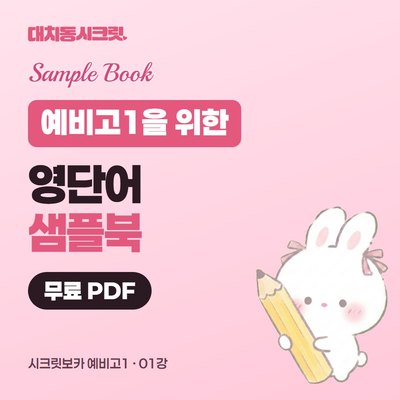 대치동시크릿.
Sample Book
예비고1을 위한
영단어
샘플북
무료 PDF
시크릿보카 예비고1 · 01강